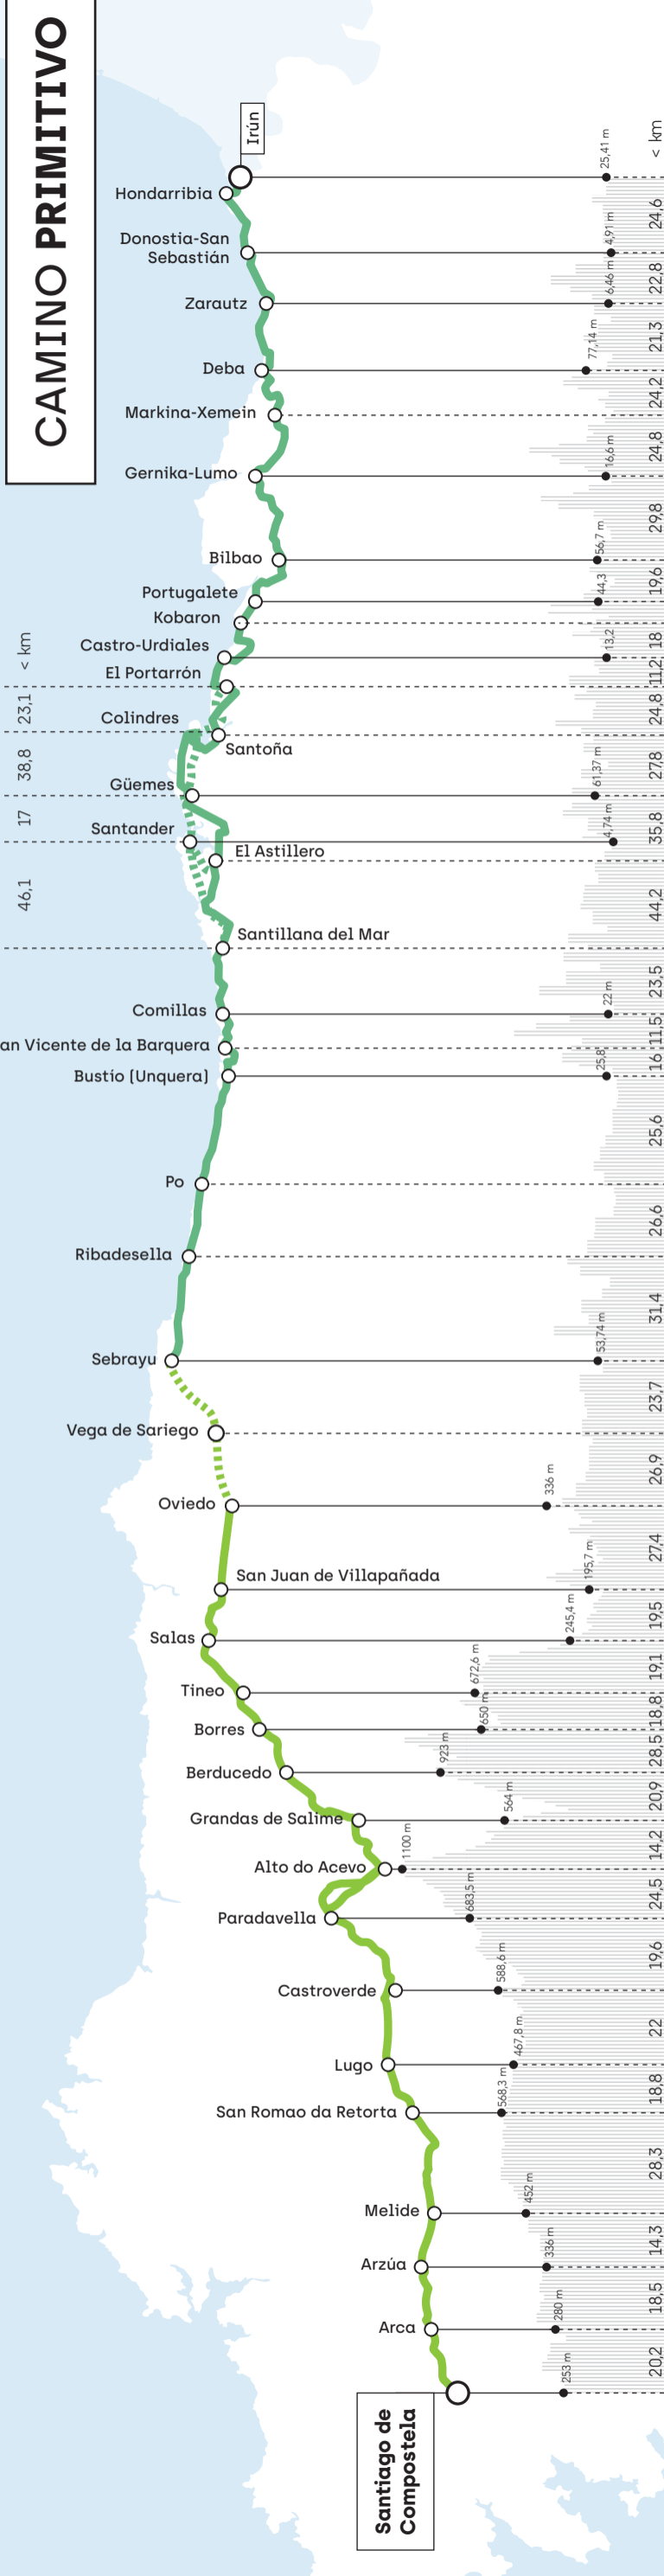 CAMINO PRIMITIVO
Irún
25,41 m
< km
Hondarribia
24,6
Donostia-San
Sebastián
4,91 m
22,8
Zarautz
6,46 m
21,3
Deba
77,14 m
24,2
Markina-Xemein
24,8
Gernika-Lumo
16,6 m
29,8
Bilbao
56,7 m
19,6
Portugalete
44,3
Kobaron
18
Castro-Urdiales
13,2
11,2
< km
El Portarrón
23,1
24,8
Colindres
Santoña
38,8
27,8
Güemes
61,37 m
17
35,8
Santander
4,74 m
El Astillero
46,1
44,2
Santillana del Mar
23,5
Comillas
22 m
11,5
an Vicente de la Barquera
16
Bustio (Unquera)
25,8
25,6
Po
26,6
Ribadesella
31,4
Sebrayu
53,74 m
23,7
Vega de Sariego
26,9
Oviedo
336 m
27,4
San Juan de Villapañada
195,7 m
19,5
Salas
245,4 m
19,1
Tineo
672,6 m
18,8
Borres
650 m
28,5
Berducedo
923 m
20,9
Grandas de Salime
564 m
14,2
Alto do Acevo
1100 m
24,5
Paradavella
683,5 m
19,6
Castroverde
588,6 m
22
Lugo
467,8 m
18,8
San Romao da Retorta
568,3 m
28,3
Melide
452 m
14,3
Arzúa
336 m
18,5
Arca
280 m
20,2
253 m
Santiago de
Compostela